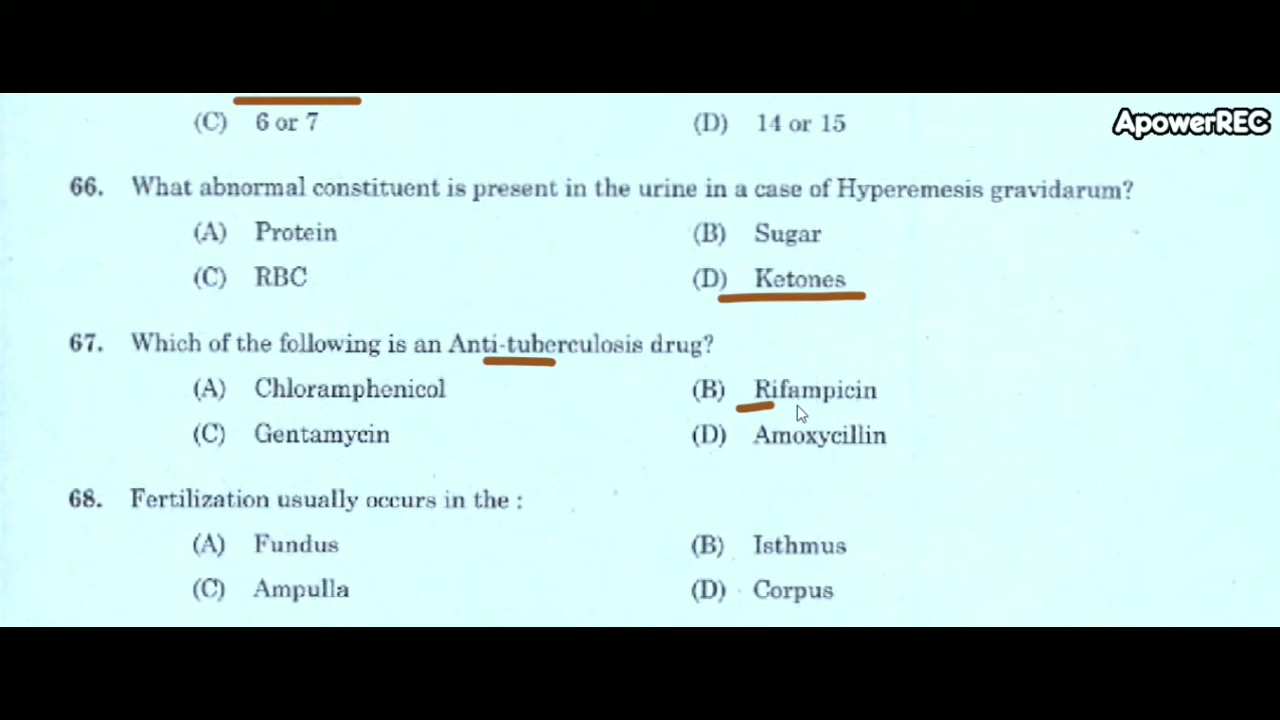 ApowerREC
(C) 6 or 7 (D) 14 or 15
66. What abnormal constituent is present in the urine in a case of Hyperemesis gravidarum?
(A) Protein (B) Sugar
(C) RBC (D) Ketones
67. Which of the following is an Anti-tuberculosis drug?
(A) Chloramphenicol (B) Rifampicin
(C) Gentamycin (D) Amoxycillin
68. Fertilization usually occurs in the :
(A) Fundus (B) Isthmus
(C) Ampulla (D) Corpus